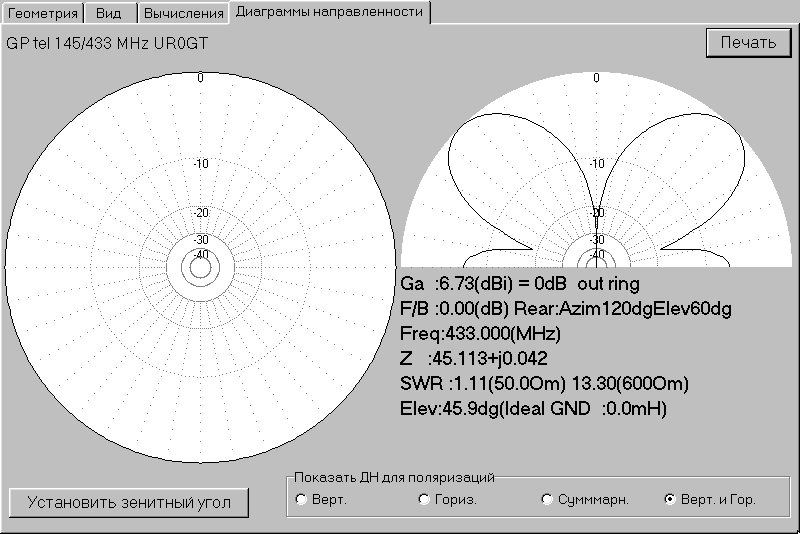 Геометрия Вид Вычисления Диаграммы направленности
GP tel 145/433 MHz UR0GT
Печать
0
-10
-20
-30
-40
0
-10
-20
-30
-40
Ga :6.73(dBi) = 0dB out ring
F/B :0.00(dB) Rear:Azim120dgElev60dg
Freq:433.000(MHz)
Z :45.113+j0.042
SWR :1.11(50.0Om) 13.30(600Om)
Elev:45.9dg(Ideal GND :0.0mH)
Показать ДН для поляризаций
Установить зенитный угол
Верт. Гориз. Сумммарн. Верт. и Гор.